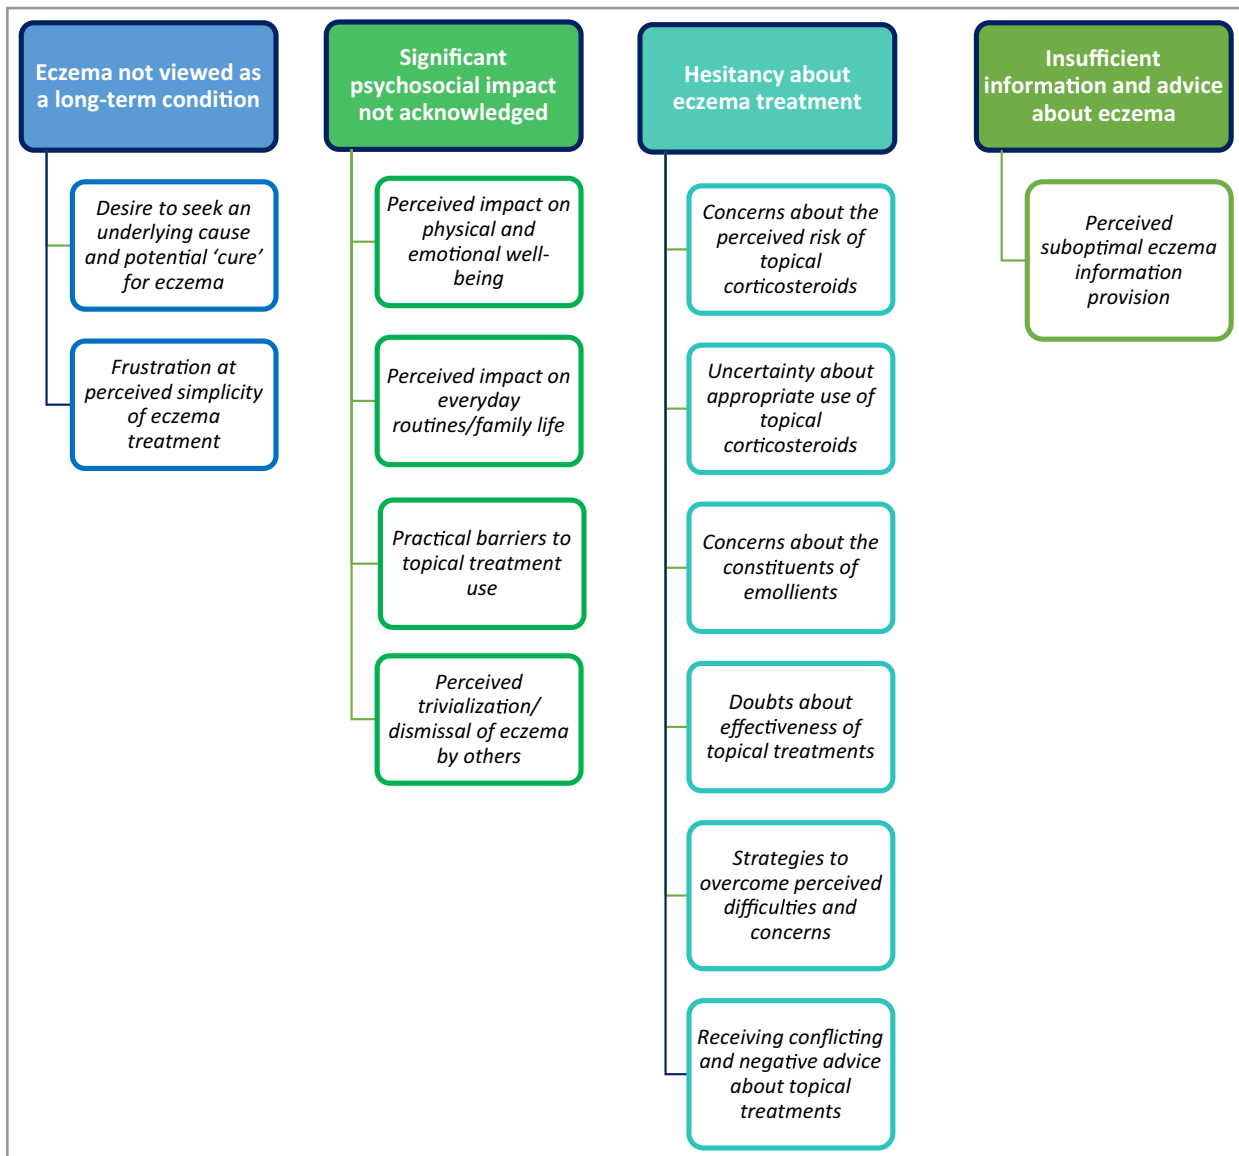 Eczema not viewed as
a long-term condition
Desire to seek an
underlying cause
and potential ‘cure’
for eczema
Frustration at
perceived simplicity
of eczema
treatment
Significant
psychosocial impact
not acknowledged
Perceived impact on
physical and
emotional well-
being
Perceived impact on
everyday
routines/family life
Practical barriers to
topical treatment
use
Perceived
trivialization/
dismissal of eczema
by others
Hesitancy about
eczema treatment
Concerns about the
perceived risk of
topical
corticosteroids
Uncertainty about
appropriate use of
topical
corticosteroids
Concerns about the
constituents of
emollients
Doubts about
effectiveness of
topical treatments
Strategies to
overcome perceived
difficulties and
concerns
Receiving conflicting
and negative advice
about topical
treatments
Insufficient
information and advice
about eczema
Perceived
suboptimal eczema
information
provision